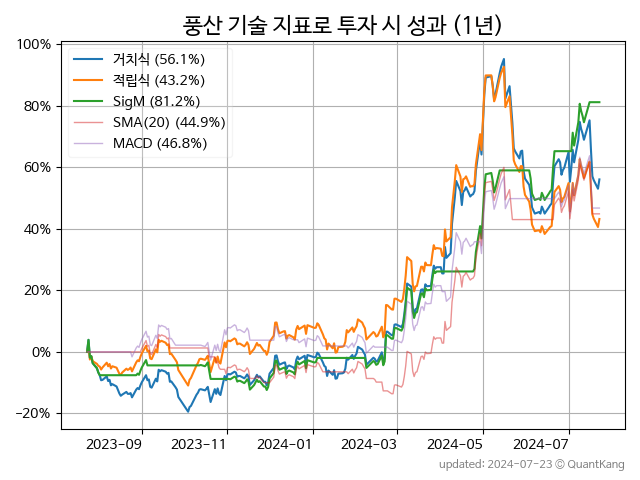 풍산 기술 지표로 투자 시 성과 (1년)
100%
80%
60%
40%
20%
0%
−20%
거치식 (56.1%)
적립식 (43.2%)
SigM (81.2%)
SMA(20) (44.9%)
MACD (46.8%)
2023-09
2023-11
2024-01
2024-03
2024-05
2024-07
updated: 2024-07-23 © QuantKang